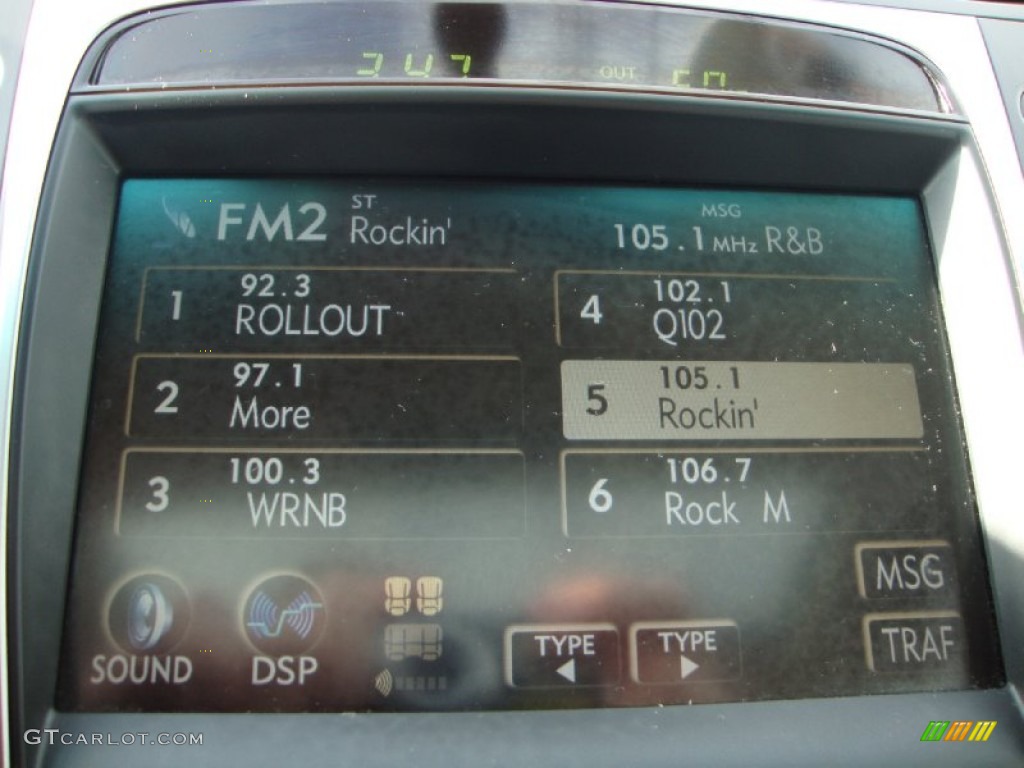 3:47 OUT
FM2 ST Rockin' MSG 105.1 MHz R&B
1 92.3 ROLLOUT
2 97.1 More
3 100.3 WRNB
4 102.1 Q102
5 105.1 Rockin'
6 106.7 Rock M
MSG
TRAF
SOUND DSP TYPE TYPE
GTCARLOT.COM